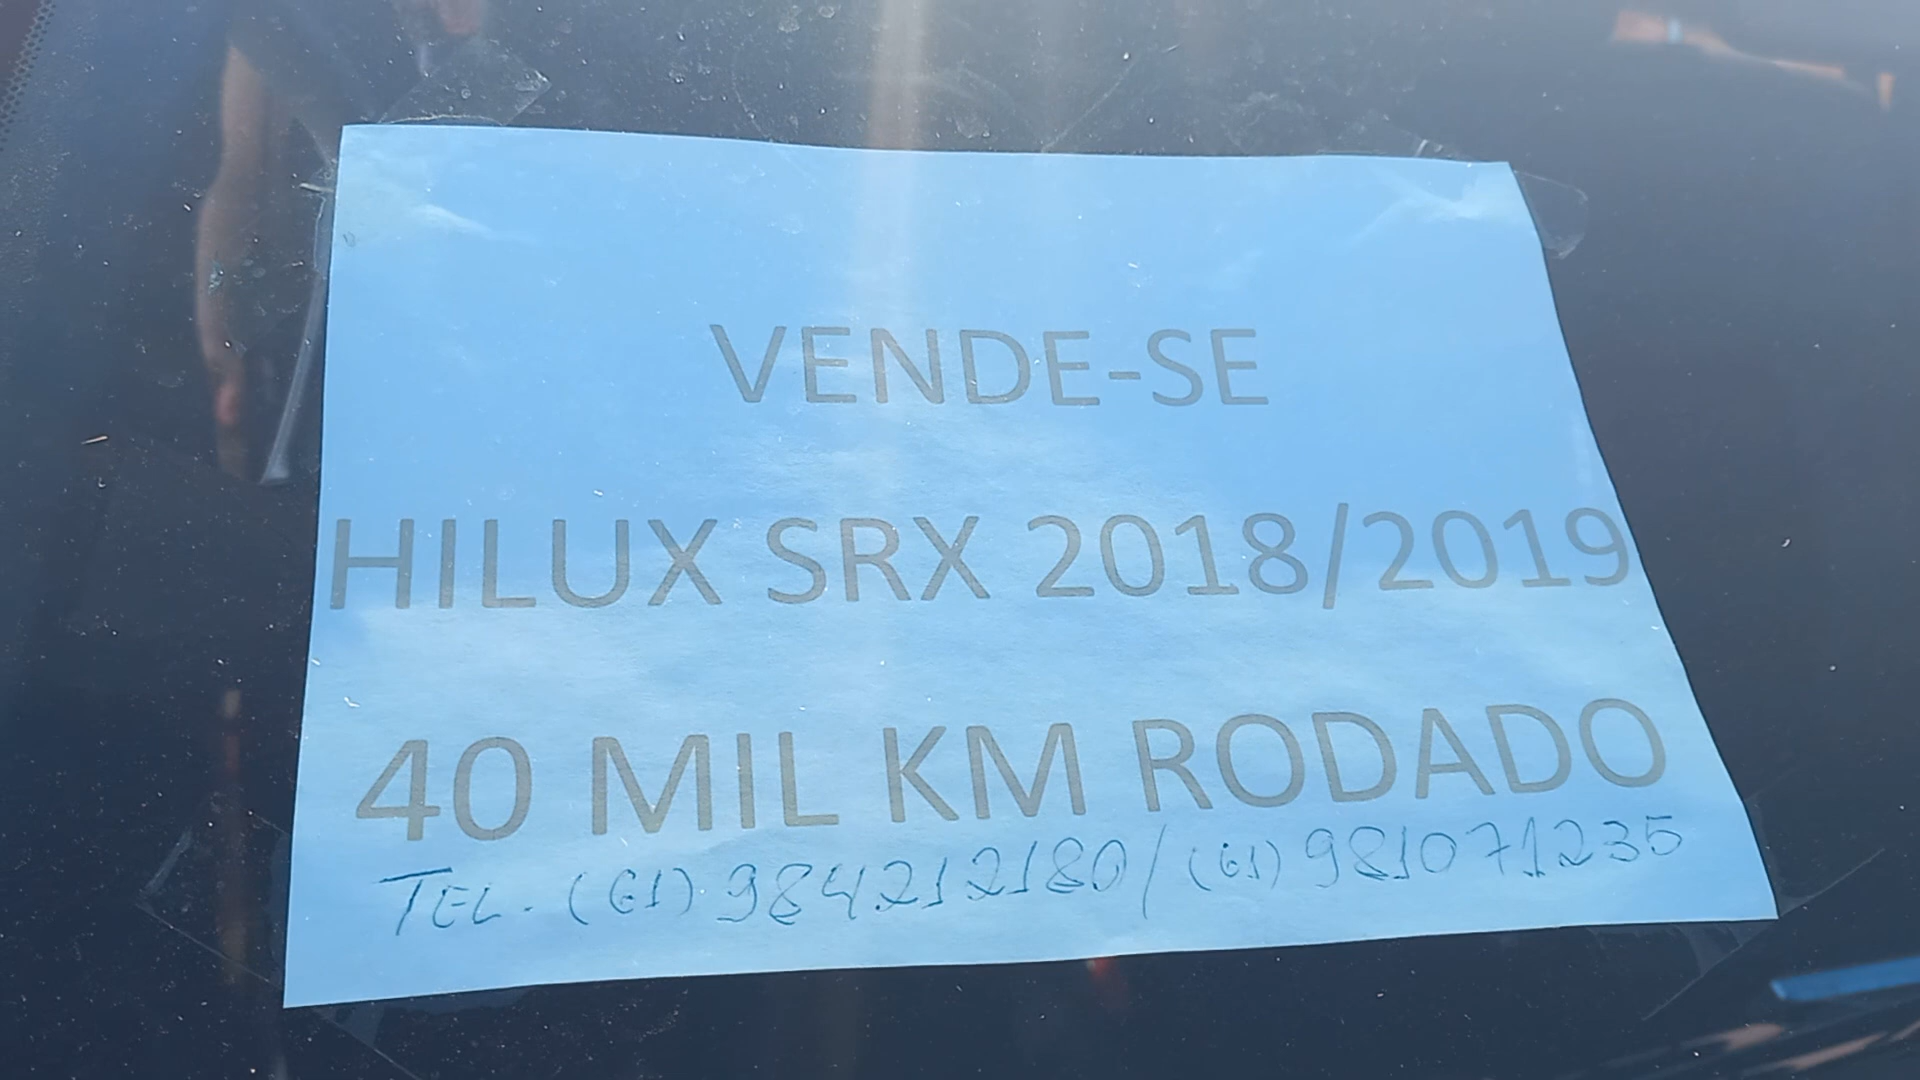 VENDE-SE
HILUX SRX 2018/2019
40 MIL KM RODADO
TEL. (61) 984212180/(61) 981071235